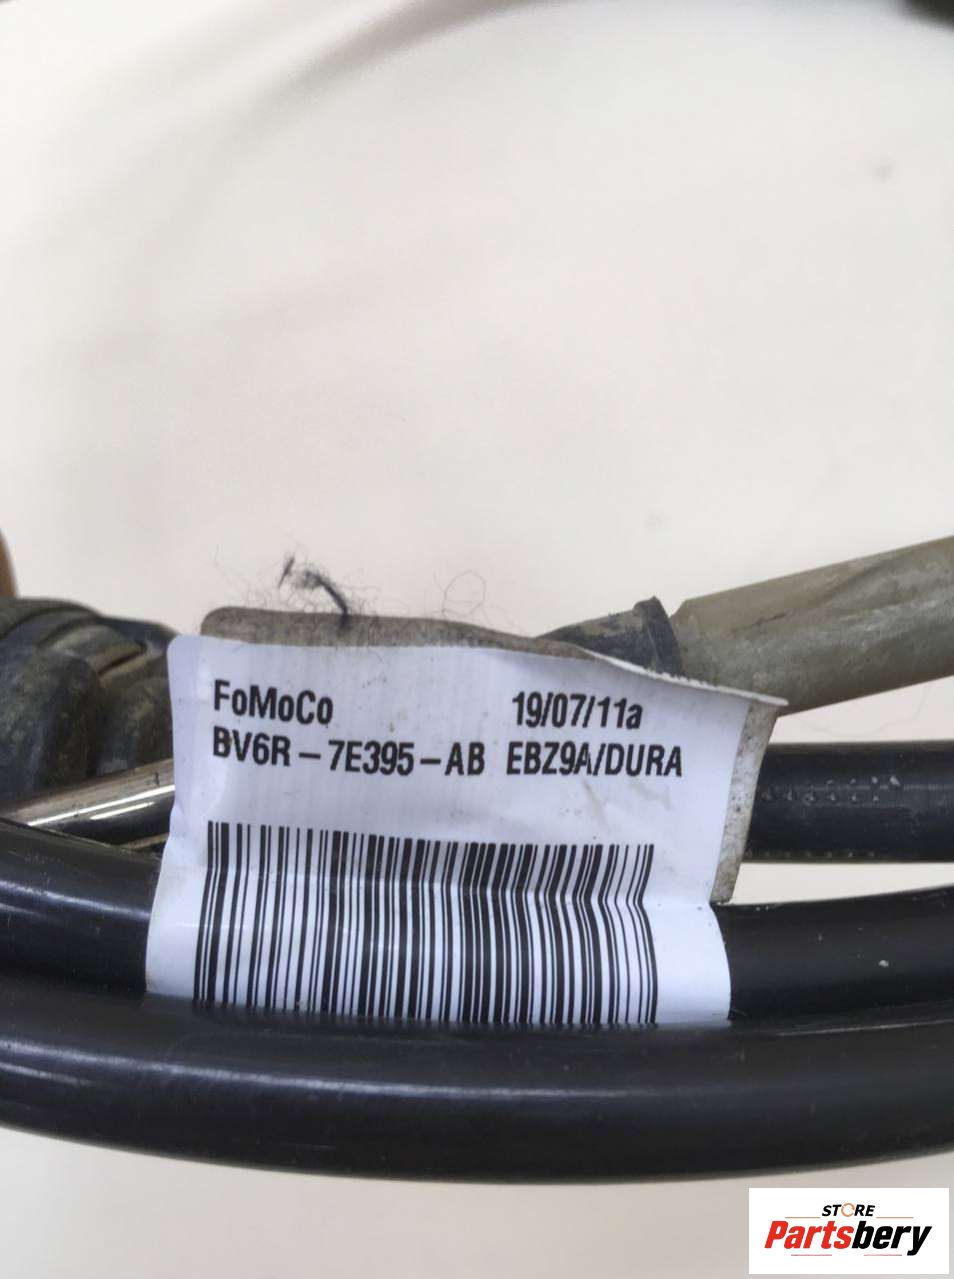 FoMoCo 19/07/11a
BV6R-7E395-AB EBZ9A/DURA
STORE
Partsbery